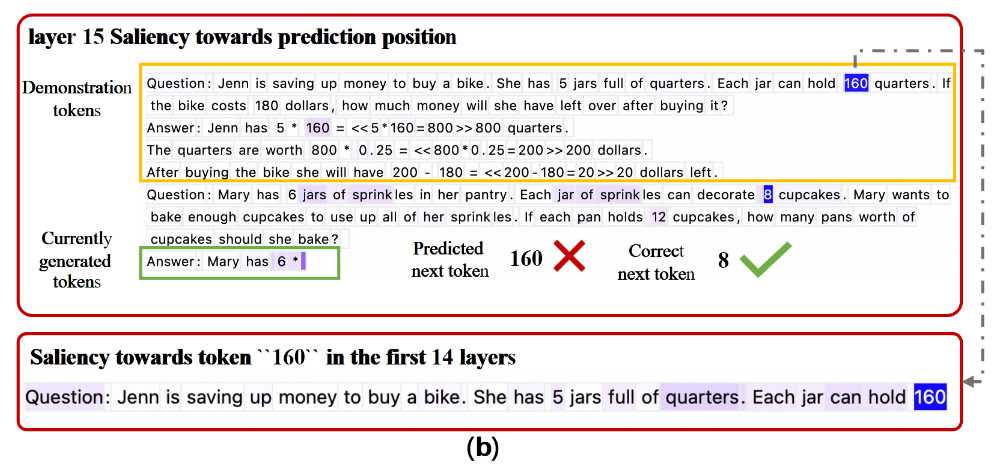 layer 15 Saliency towards prediction position
Demonstration tokens
Question: Jenn is saving up money to buy a bike. She has 5 jars full of quarters. Each jar can hold 160 quarters. If
the bike costs 180 dollars, how much money will she have left over after buying it?
Answer: Jenn has 5 * 160 = <<5*160=800>>800 quarters.
The quarters are worth 800 * 0.25 = <<800*0.25=200>>200 dollars.
After buying the bike she will have 200 - 180 = <<200-180=20>>20 dollars left.
Question: Mary has 6 jars of sprinkles in her pantry. Each jar of sprinkles can decorate 8 cupcakes. Mary wants to
bake enough cupcakes to use up all of her sprinkles. If each pan holds 12 cupcakes, how many pans worth of
cupcakes should she bake?
Currently generated tokens
Answer: Mary has 6 *
Predicted next token
160
Correct next token
8
Saliency towards token ``160`` in the first 14 layers
Question: Jenn is saving up money to buy a bike. She has 5 jars full of quarters. Each jar can hold 160
(b)